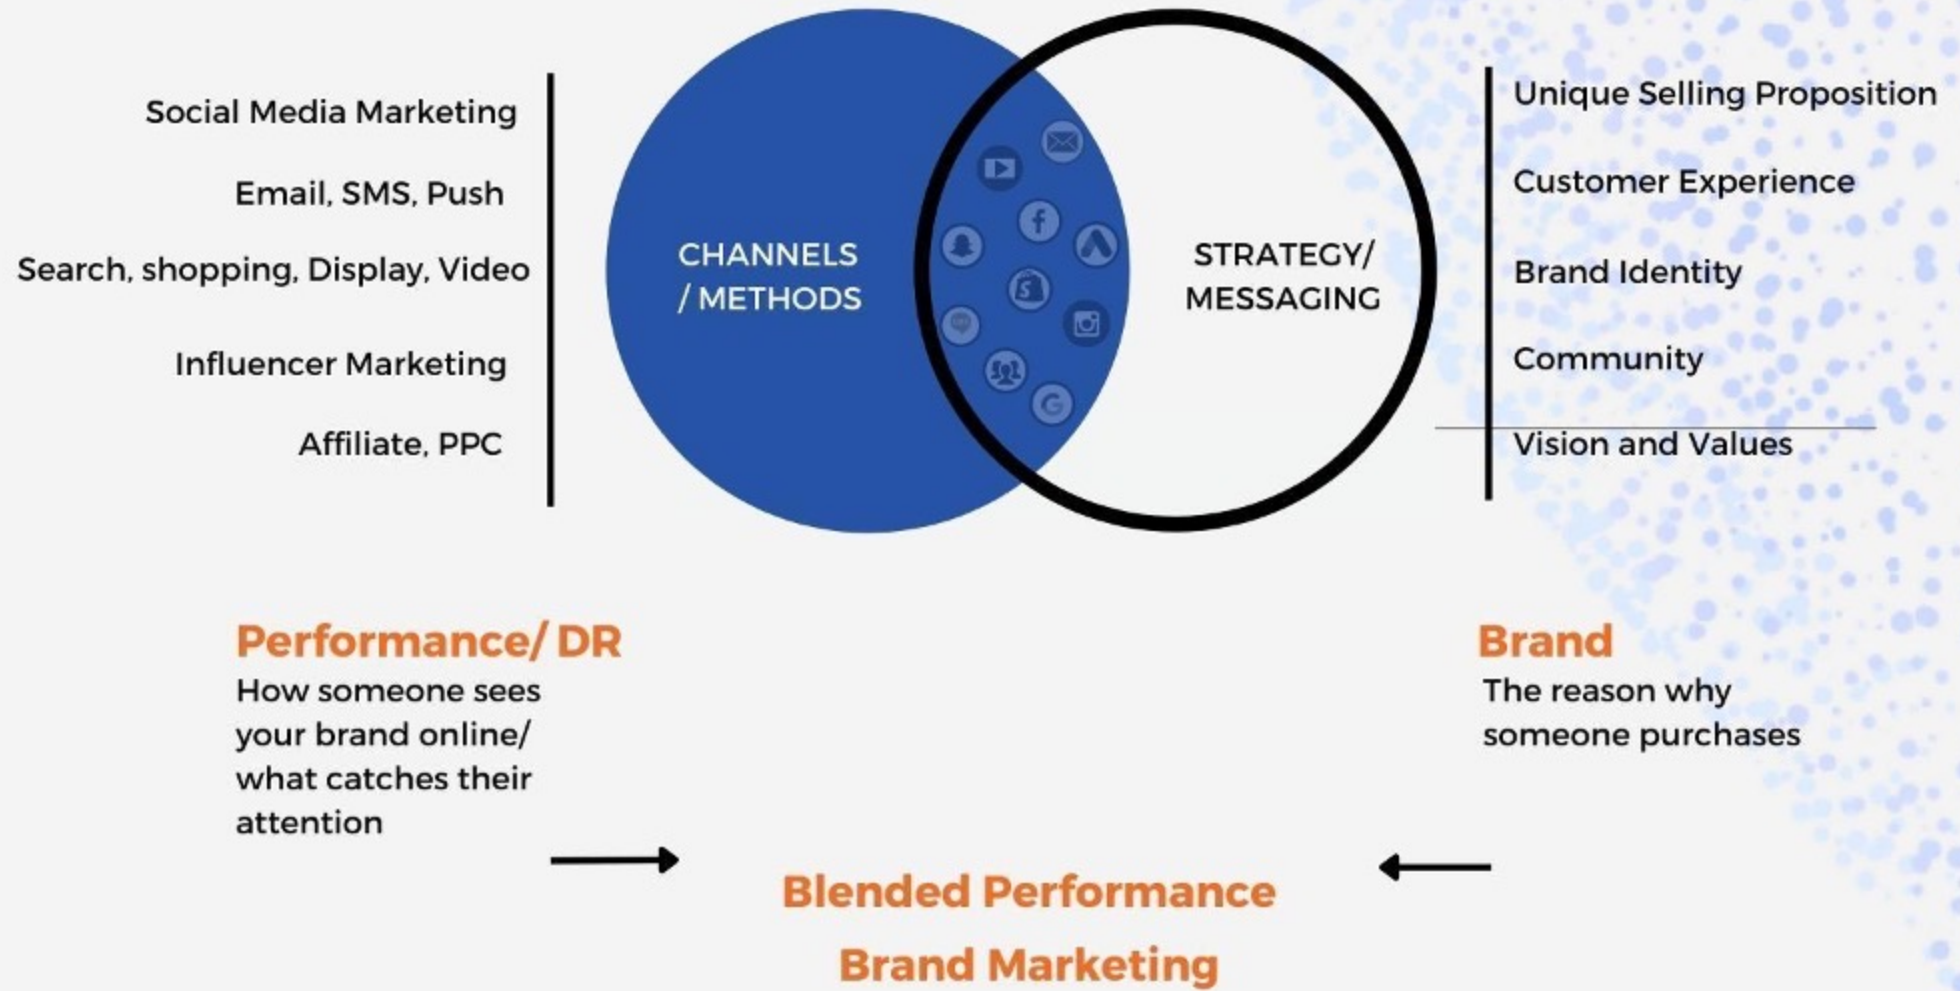 Social Media Marketing
Email, SMS, Push
Search, shopping, Display, Video
Influencer Marketing
Affiliate, PPC
CHANNELS
/ METHODS
STRATEGY/
MESSAGING
Unique Selling Proposition
Customer Experience
Brand Identity
Community
Vision and Values
Performance/ DR
How someone sees
your brand online/
what catches their
attention
Brand
The reason why
someone purchases
Blended Performance
Brand Marketing